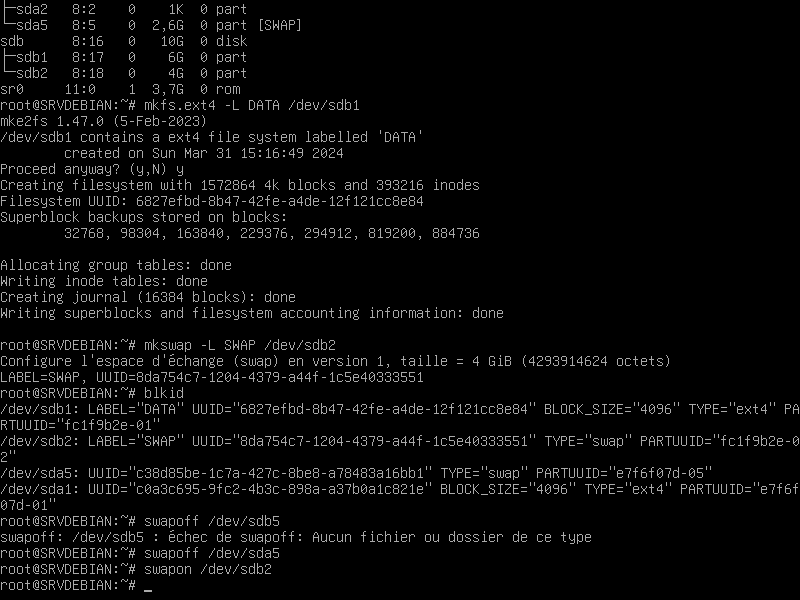 ├─sda2   8:2    0    1K  0 part
└─sda5   8:5    0  2,6G  0 part [SWAP]
sdb      8:16   0   10G  0 disk
├─sdb1   8:17   0    6G  0 part
└─sdb2   8:18   0    4G  0 part
sr0     11:0    1  3,7G  0 rom
root@SRVDEBIAN:~# mkfs.ext4 -L DATA /dev/sdb1
mke2fs 1.47.0 (5-Feb-2023)
/dev/sdb1 contains a ext4 file system labelled 'DATA'
        created on Sun Mar 31 15:16:49 2024
Proceed anyway? (y,N) y
Creating filesystem with 1572864 4k blocks and 393216 inodes
Filesystem UUID: 6827efbd-8b47-42fe-a4de-12f121cc8e84
Superblock backups stored on blocks:
        32768, 98304, 163840, 229376, 294912, 819200, 884736

Allocating group tables: done
Writing inode tables: done
Creating journal (16384 blocks): done
Writing superblocks and filesystem accounting information: done

root@SRVDEBIAN:~# mkswap -L SWAP /dev/sdb2
Configure l'espace d'échange (swap) en version 1, taille = 4 GiB (4293914624 octets)
LABEL=SWAP, UUID=8da754c7-1204-4379-a44f-1c5e40333551
root@SRVDEBIAN:~# blkid
/dev/sdb1: LABEL="DATA" UUID="6827efbd-8b47-42fe-a4de-12f121cc8e84" BLOCK_SIZE="4096" TYPE="ext4" PA
RTUUID="fc1f9b2e-01"
/dev/sdb2: LABEL="SWAP" UUID="8da754c7-1204-4379-a44f-1c5e40333551" TYPE="swap" PARTUUID="fc1f9b2e-0
2"
/dev/sda5: UUID="c38d85be-1c7a-427c-8be8-a78483a16bb1" TYPE="swap" PARTUUID="e7f6f07d-05"
/dev/sda1: UUID="c0a3c695-9fc2-4b3c-898a-a37b0a1c821e" BLOCK_SIZE="4096" TYPE="ext4" PARTUUID="e7f6f
07d-01"
root@SRVDEBIAN:~# swapoff /dev/sdb5
swapoff: /dev/sdb5 : échec de swapoff: Aucun fichier ou dossier de ce type
root@SRVDEBIAN:~# swapoff /dev/sda5
root@SRVDEBIAN:~# swapon /dev/sdb2
root@SRVDEBIAN:~# _